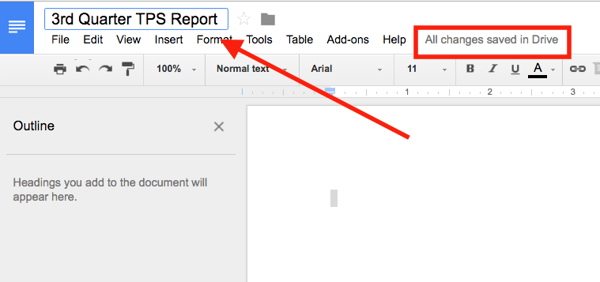 3rd Quarter TPS Report
File Edit View Insert Format Tools Table Add-ons Help All changes saved in Drive
100% Normal text Arial 11 B I U A
1 2 3
Outline
Headings you add to the document will
appear here.